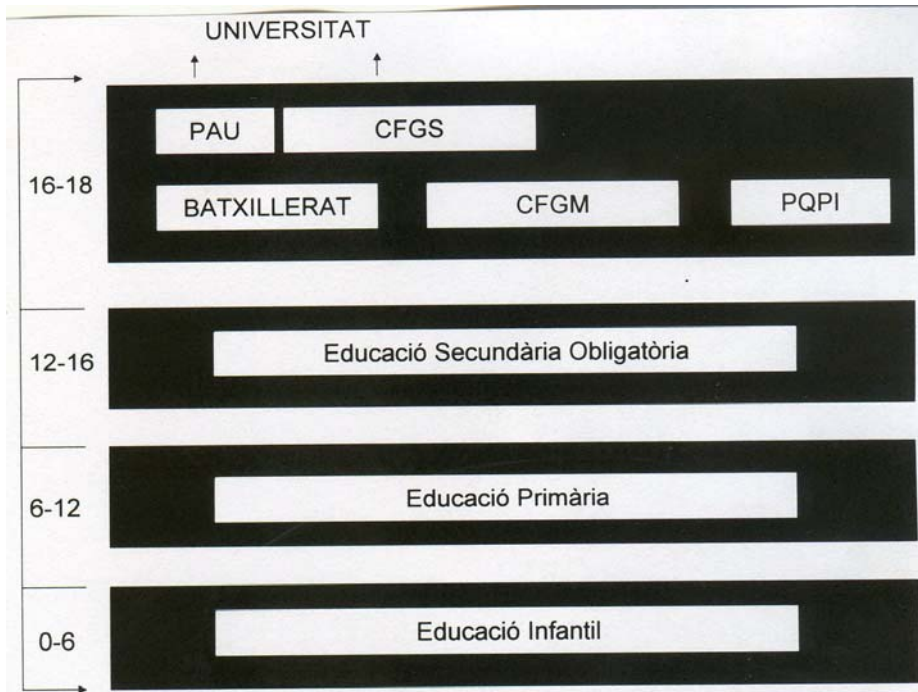 UNIVERSITAT
PAU CFGS
16-18
BATXILLERAT CFGM PQPI
12-16
Educació Secundària Obligatòria
6-12
Educació Primària
0-6
Educació Infantil